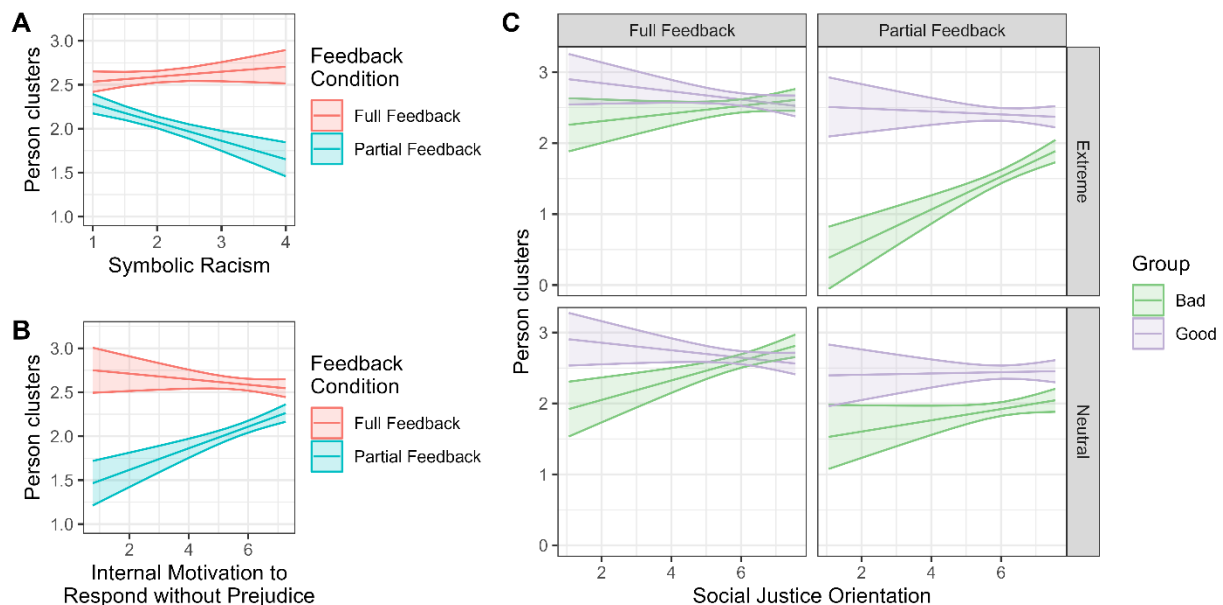 A
3.0
2.5
2.0
1.5
1.0
Person clusters
1
2
3
4
Symbolic Racism
Feedback
Condition
Full Feedback
Partial Feedback
B
3.0
2.5
2.0
1.5
1.0
Person clusters
2
4
6
Internal Motivation to
Respond without Prejudice
Feedback
Condition
Full Feedback
Partial Feedback
C
Full Feedback
Partial Feedback
3
2
1
0
Extreme
Person clusters
3
2
1
0
Neutral
2
4
6
2
4
6
Social Justice Orientation
Group
Bad
Good